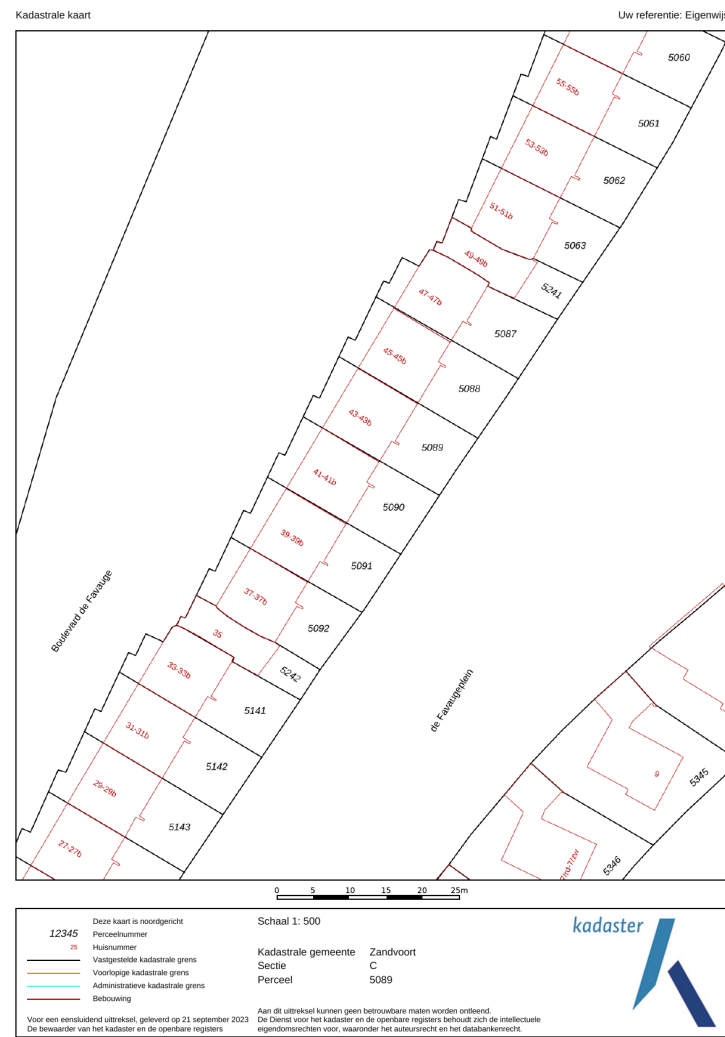 Kadastrale kaart
Uw referentie: Eigenwijs
5060
55-55b
5061
53-53b
5062
51-51b
5063
49-49b
5241
47-47b
5087
45-45b
5088
43-43b
5089
41-41b
5090
39-39b
5091
37-37b
5092
35
5242
33-33b
5141
31-31b
5142
29-29b
5143
27-27b
Boulevard de Favauge
de Favaugeplein
9
5345
5346
0 5 10 15 20 25m
Deze kaart is noordgericht
12345 Perceelnummer
25 Huisnummer
Vastgestelde kadastrale grens
Voorlopige kadastrale grens
Administratieve kadastrale grens
Bebouwing
Voor een eensluidend uittreksel, geleverd op 21 september 2023
De bewaarder van het kadaster en de openbare registers
Schaal 1: 500
Kadastrale gemeente Zandvoort
Sectie C
Perceel 5089
Aan dit uittreksel kunnen geen betrouwbare maten worden ontleend.
De Dienst voor het kadaster en de openbare registers behoudt zich de intellectuele
eigendomsrechten voor, waaronder het auteursrecht en het databankenrecht.
kadaster